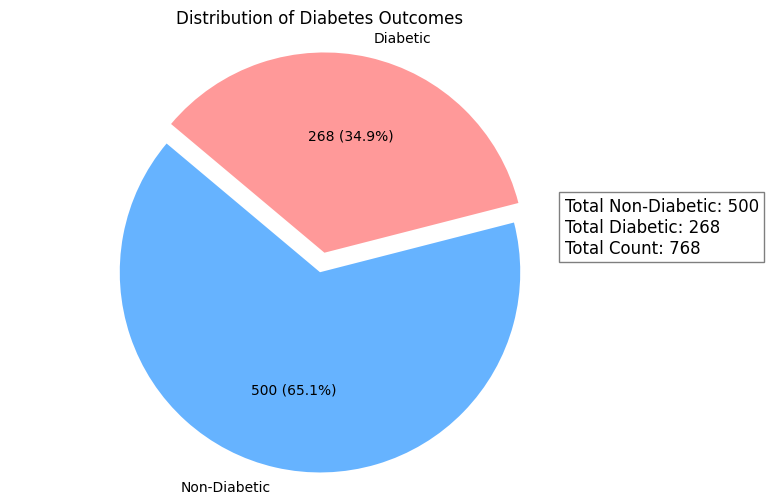 Distribution of Diabetes Outcomes
Diabetic
268 (34.9%)
Total Non-Diabetic: 500
Total Diabetic: 268
Total Count: 768
500 (65.1%)
Non-Diabetic